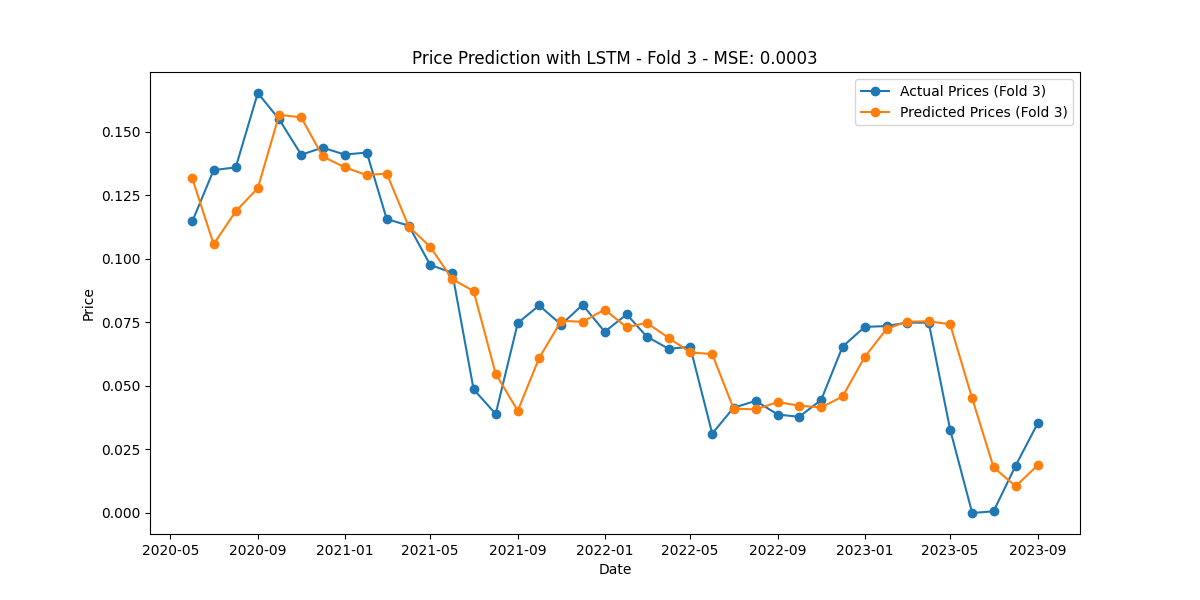 Price Prediction with LSTM - Fold 3 - MSE: 0.0003
Actual Prices (Fold 3)
Predicted Prices (Fold 3)
Price
0.150
0.125
0.100
0.075
0.050
0.025
0.000
2020-05 2020-09 2021-01 2021-05 2021-09 2022-01 2022-05 2022-09 2023-01 2023-05 2023-09
Date